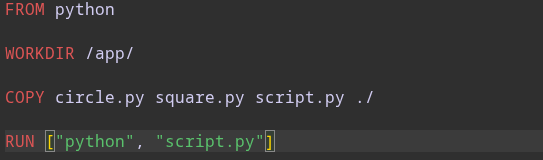 FROM python
WORKDIR /app/
COPY circle.py square.py script.py ./
RUN ["python", "script.py"]